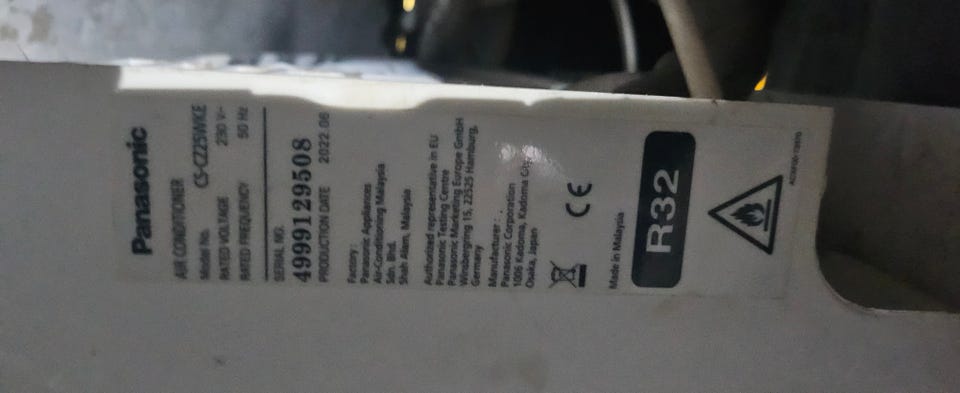 Panasonic
AIR CONDITIONER
Model No. CS-CZ25WKE
RATED VOLTAGE 230 V~
RATED FREQUENCY 50 Hz
SERIAL NO.
4999129508
PRODUCTION DATE 2022.06
Factory :
Panasonic Appliances
Air-Conditioning Malaysia
Sdn. Bhd.
Shah Alam, Malaysia
Authorised representative in EU
Panasonic Testing Centre
Panasonic Marketing Europe GmbH
Winsbergring 15, 22525 Hamburg,
Germany
Manufacturer :
Panasonic Corporation
1006 Kadoma, Kadoma City,
Osaka, Japan
CE
Made in Malaysia
R32